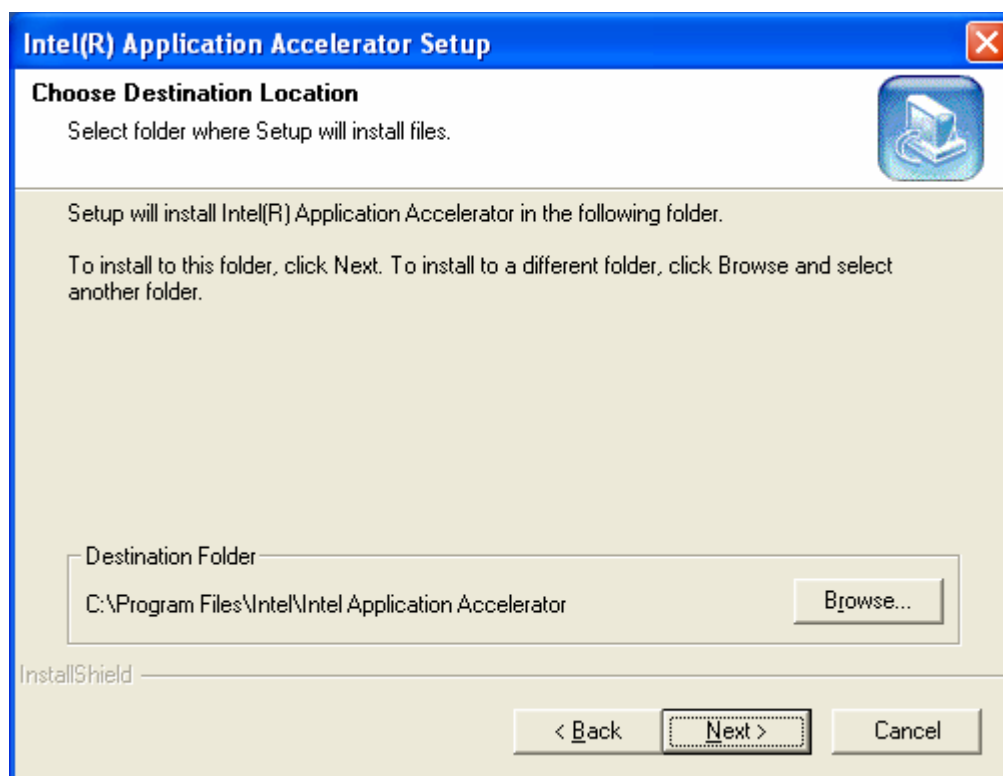 Intel(R) Application Accelerator Setup
Choose Destination Location
Select folder where Setup will install files.
Setup will install Intel(R) Application Accelerator in the following folder.
To install to this folder, click Next. To install to a different folder, click Browse and select
another folder.
Destination Folder
C:\Program Files\Intel\Intel Application Accelerator
Browse...
InstallShield
< Back
Next >
Cancel